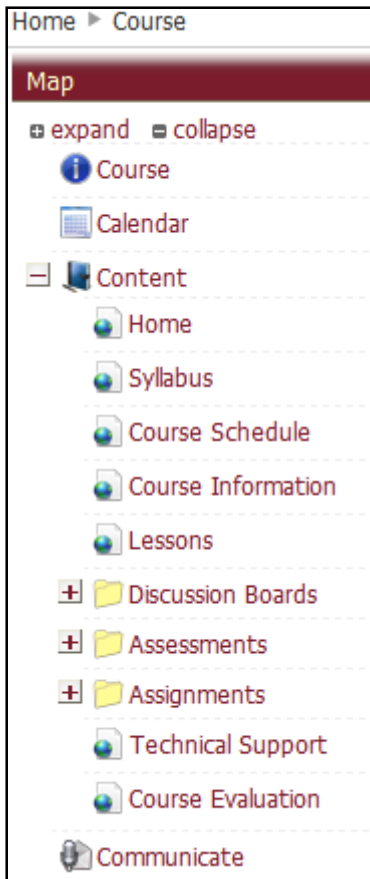 Home ▶ Course
Map
expand collapse
Course
Calendar
Content
Home
Syllabus
Course Schedule
Course Information
Lessons
Discussion Boards
Assessments
Assignments
Technical Support
Course Evaluation
Communicate